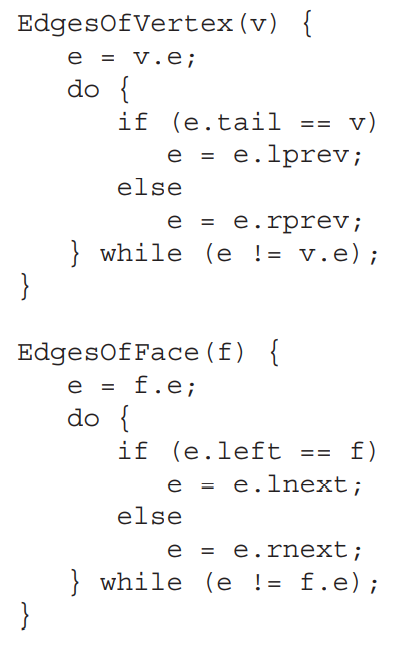 EdgesOfVertex(v) {
   e = v.e;
   do {
      if (e.tail == v)
         e = e.lprev;
      else
         e = e.rprev;
   } while (e != v.e);
}

EdgesOfFace(f) {
   e = f.e;
   do {
      if (e.left == f)
         e = e.lnext;
      else
         e = e.rnext;
   } while (e != f.e);
}